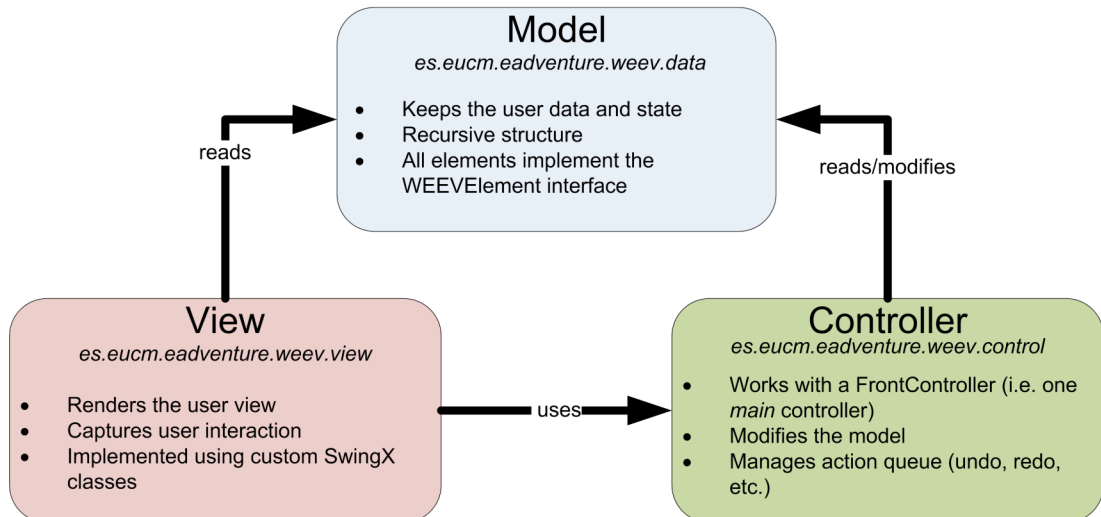 Model
es.eucm.eadventure.weev.data
• Keeps the user data and state
• Recursive structure
• All elements implement the
WEEVElement interface
reads
reads/modifies
View
es.eucm.eadventure.weev.view
• Renders the user view
• Captures user interaction
• Implemented using custom SwingX
classes
uses
Controller
es.eucm.eadventure.weev.control
• Works with a FrontController (i.e. one
main controller)
• Modifies the model
• Manages action queue (undo, redo,
etc.)